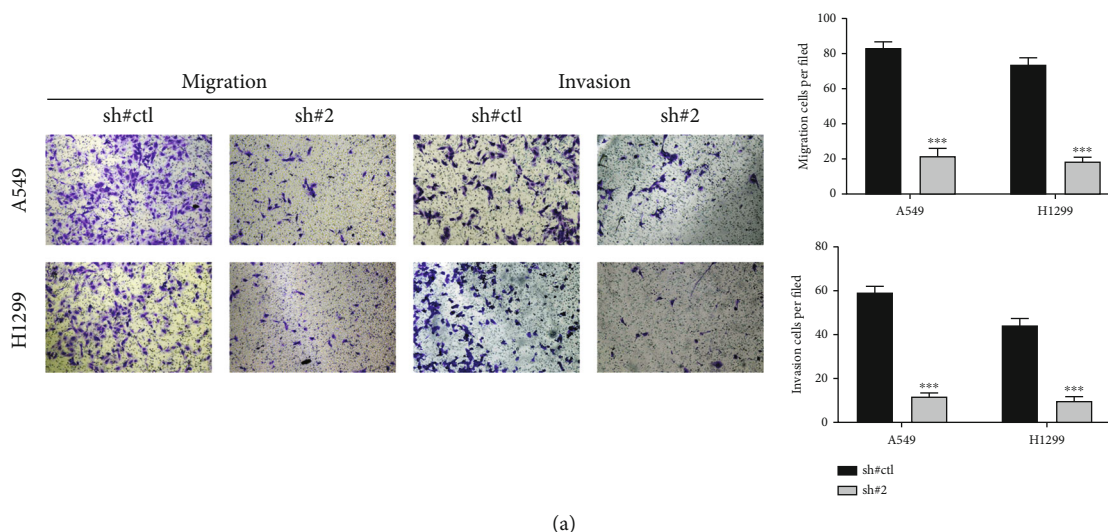 Migration
Invasion
sh#ctl
sh#2
sh#ctl
sh#2
A549
H1299
Migration cells per filed
100
80
60
40
20
0
***
***
A549
H1299
Invasion cells per filed
80
60
40
20
0
***
***
A549
H1299
sh#ctl
sh#2
(a)